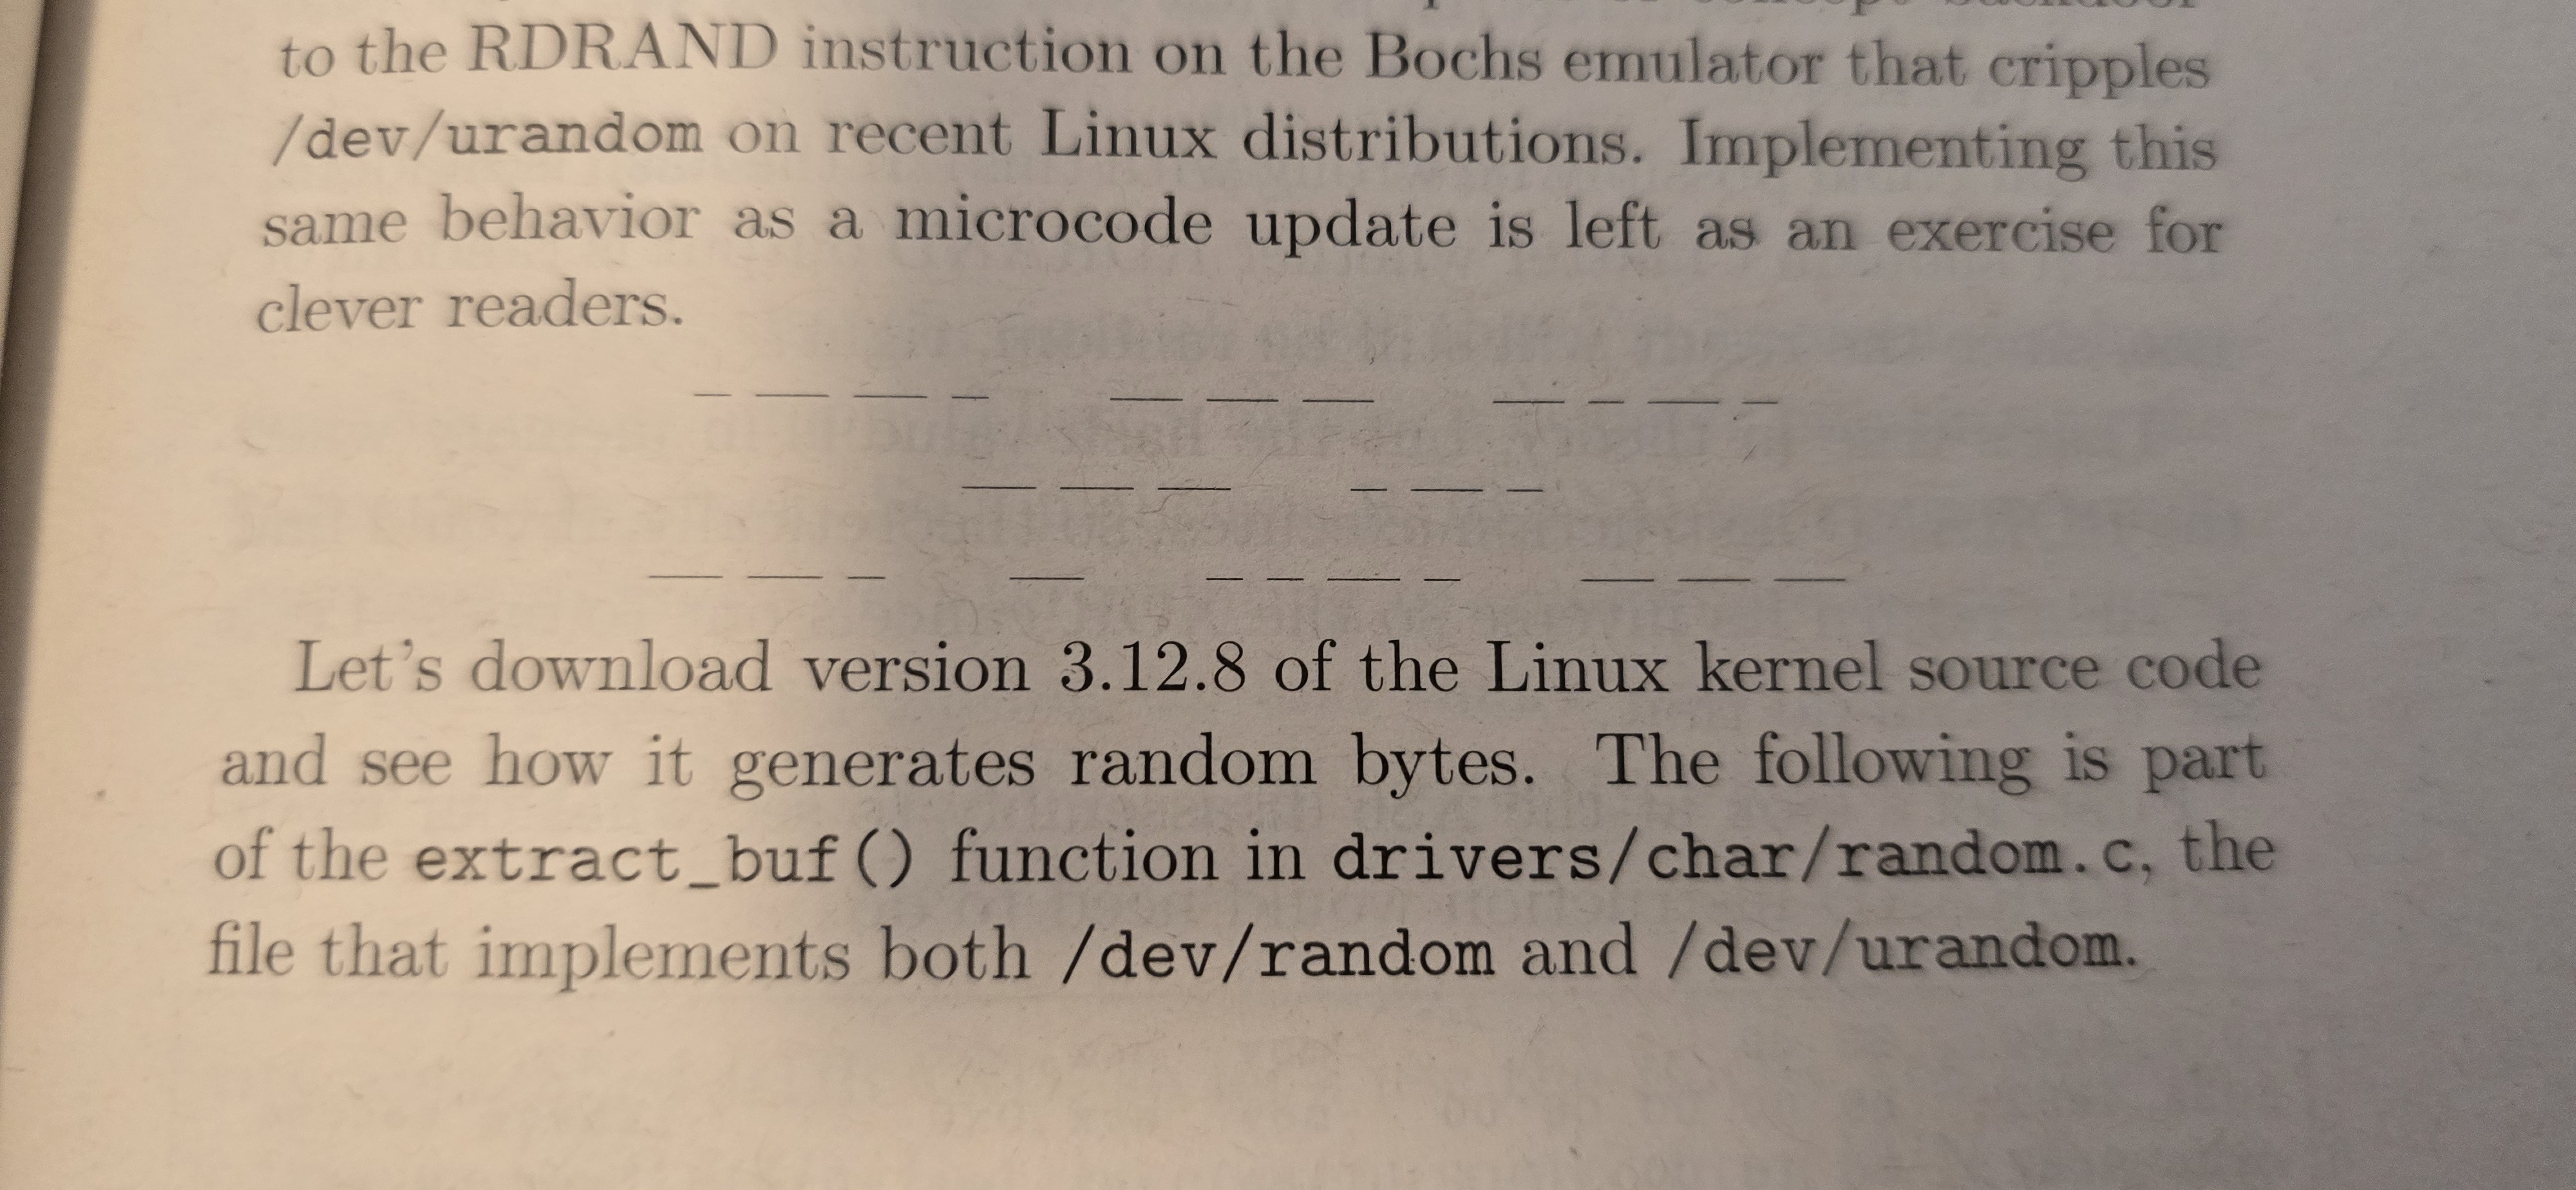 to the RDRAND instruction on the Bochs emulator that cripples
/dev/urandom on recent Linux distributions. Implementing this
same behavior as a microcode update is left as an exercise for
clever readers.
Let's download version 3.12.8 of the Linux kernel source code
and see how it generates random bytes. The following is part
of the extract_buf() function in drivers/char/random.c, the
file that implements both /dev/random and /dev/urandom.